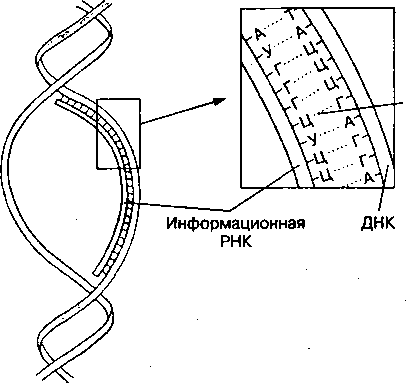 А Т
У А
Г Ц
Г Ц
Ц Г
У А
Ц Г
Ц А
Информационная
РНК
ДНК